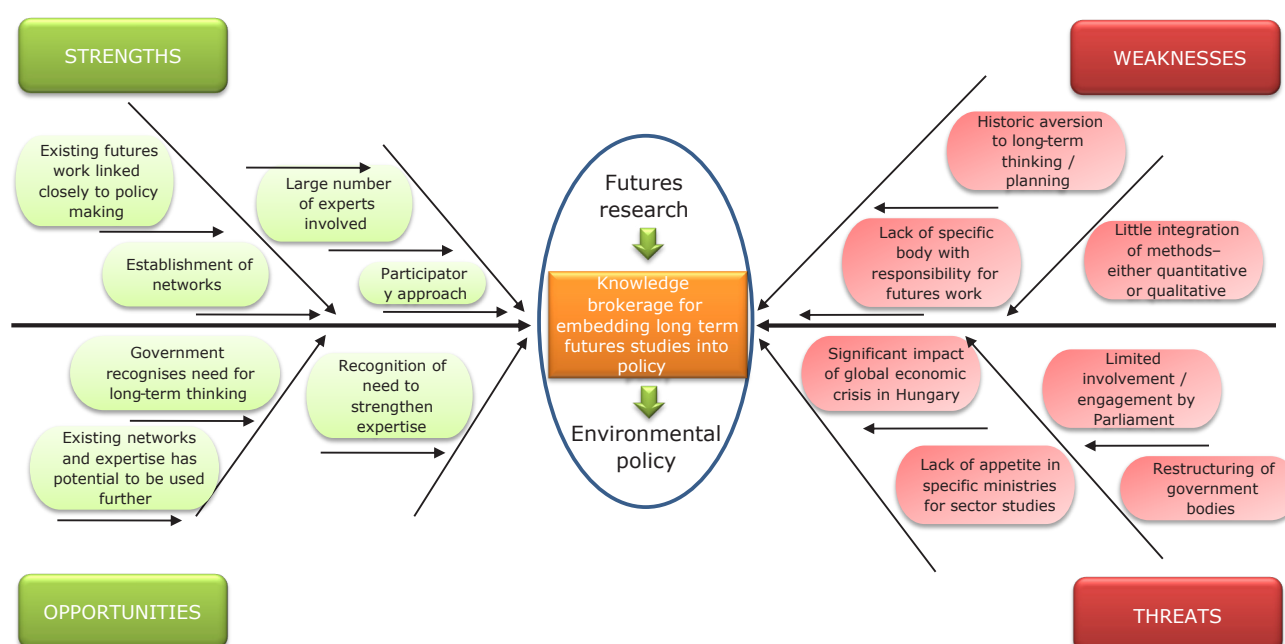 STRENGTHS
WEAKNESSES
Existing futures
work linked
closely to policy
making
Large number
of experts
involved
Establishment of
networks
Participator
y approach
Futures
research
Knowledge
brokerage for
embedding long term
futures studies into
policy
Environmental
policy
Historic aversion
to long-term
thinking /
planning
Lack of specific
body with
responsibility for
futures work
Little integration
of methods–
either quantitative
or qualitative
Government
recognises need for
long-term thinking
Recognition of
need to
strengthen
expertise
Existing networks
and expertise has
potential to be used
further
Significant impact
of global economic
crisis in Hungary
Limited
involvement /
engagement by
Parliament
Lack of appetite in
specific ministries
for sector studies
Restructuring of
government
bodies
OPPORTUNITIES
THREATS